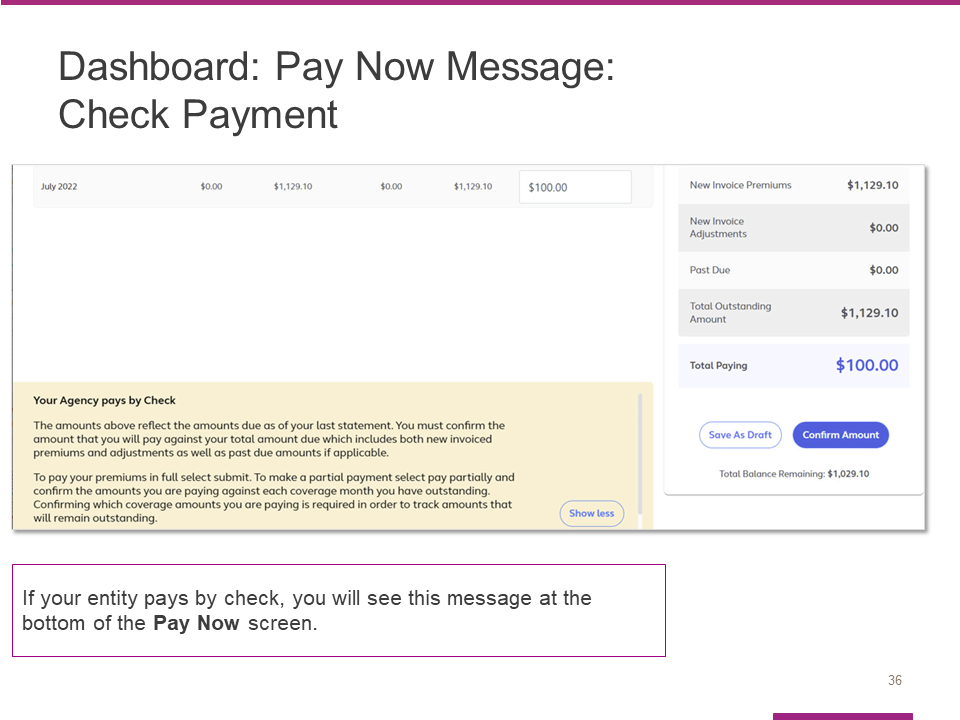 Dashboard: Pay Now Message:
Check Payment
July 2022 $0.00 $1,129.10 $0.00 $1,129.10 $100.00
New Invoice Premiums $1,129.10
New Invoice
Adjustments $0.00
Past Due $0.00
Total Outstanding
Amount $1,129.10
Total Paying $100.00
Save As Draft Confirm Amount
Total Balance Remaining: $1,029.10
Your Agency pays by Check
The amounts above reflect the amounts due as of your last statement. You must confirm the
amount that you will pay against your total amount due which includes both new invoiced
premiums and adjustments as well as past due amounts if applicable.
To pay your premiums in full select submit. To make a partial payment select pay partially and
confirm the amounts you are paying against each coverage month you have outstanding.
Confirming which coverage amounts you are paying is required in order to track amounts that
will remain outstanding.
Show less
If your entity pays by check, you will see this message at the
bottom of the Pay Now screen.
36